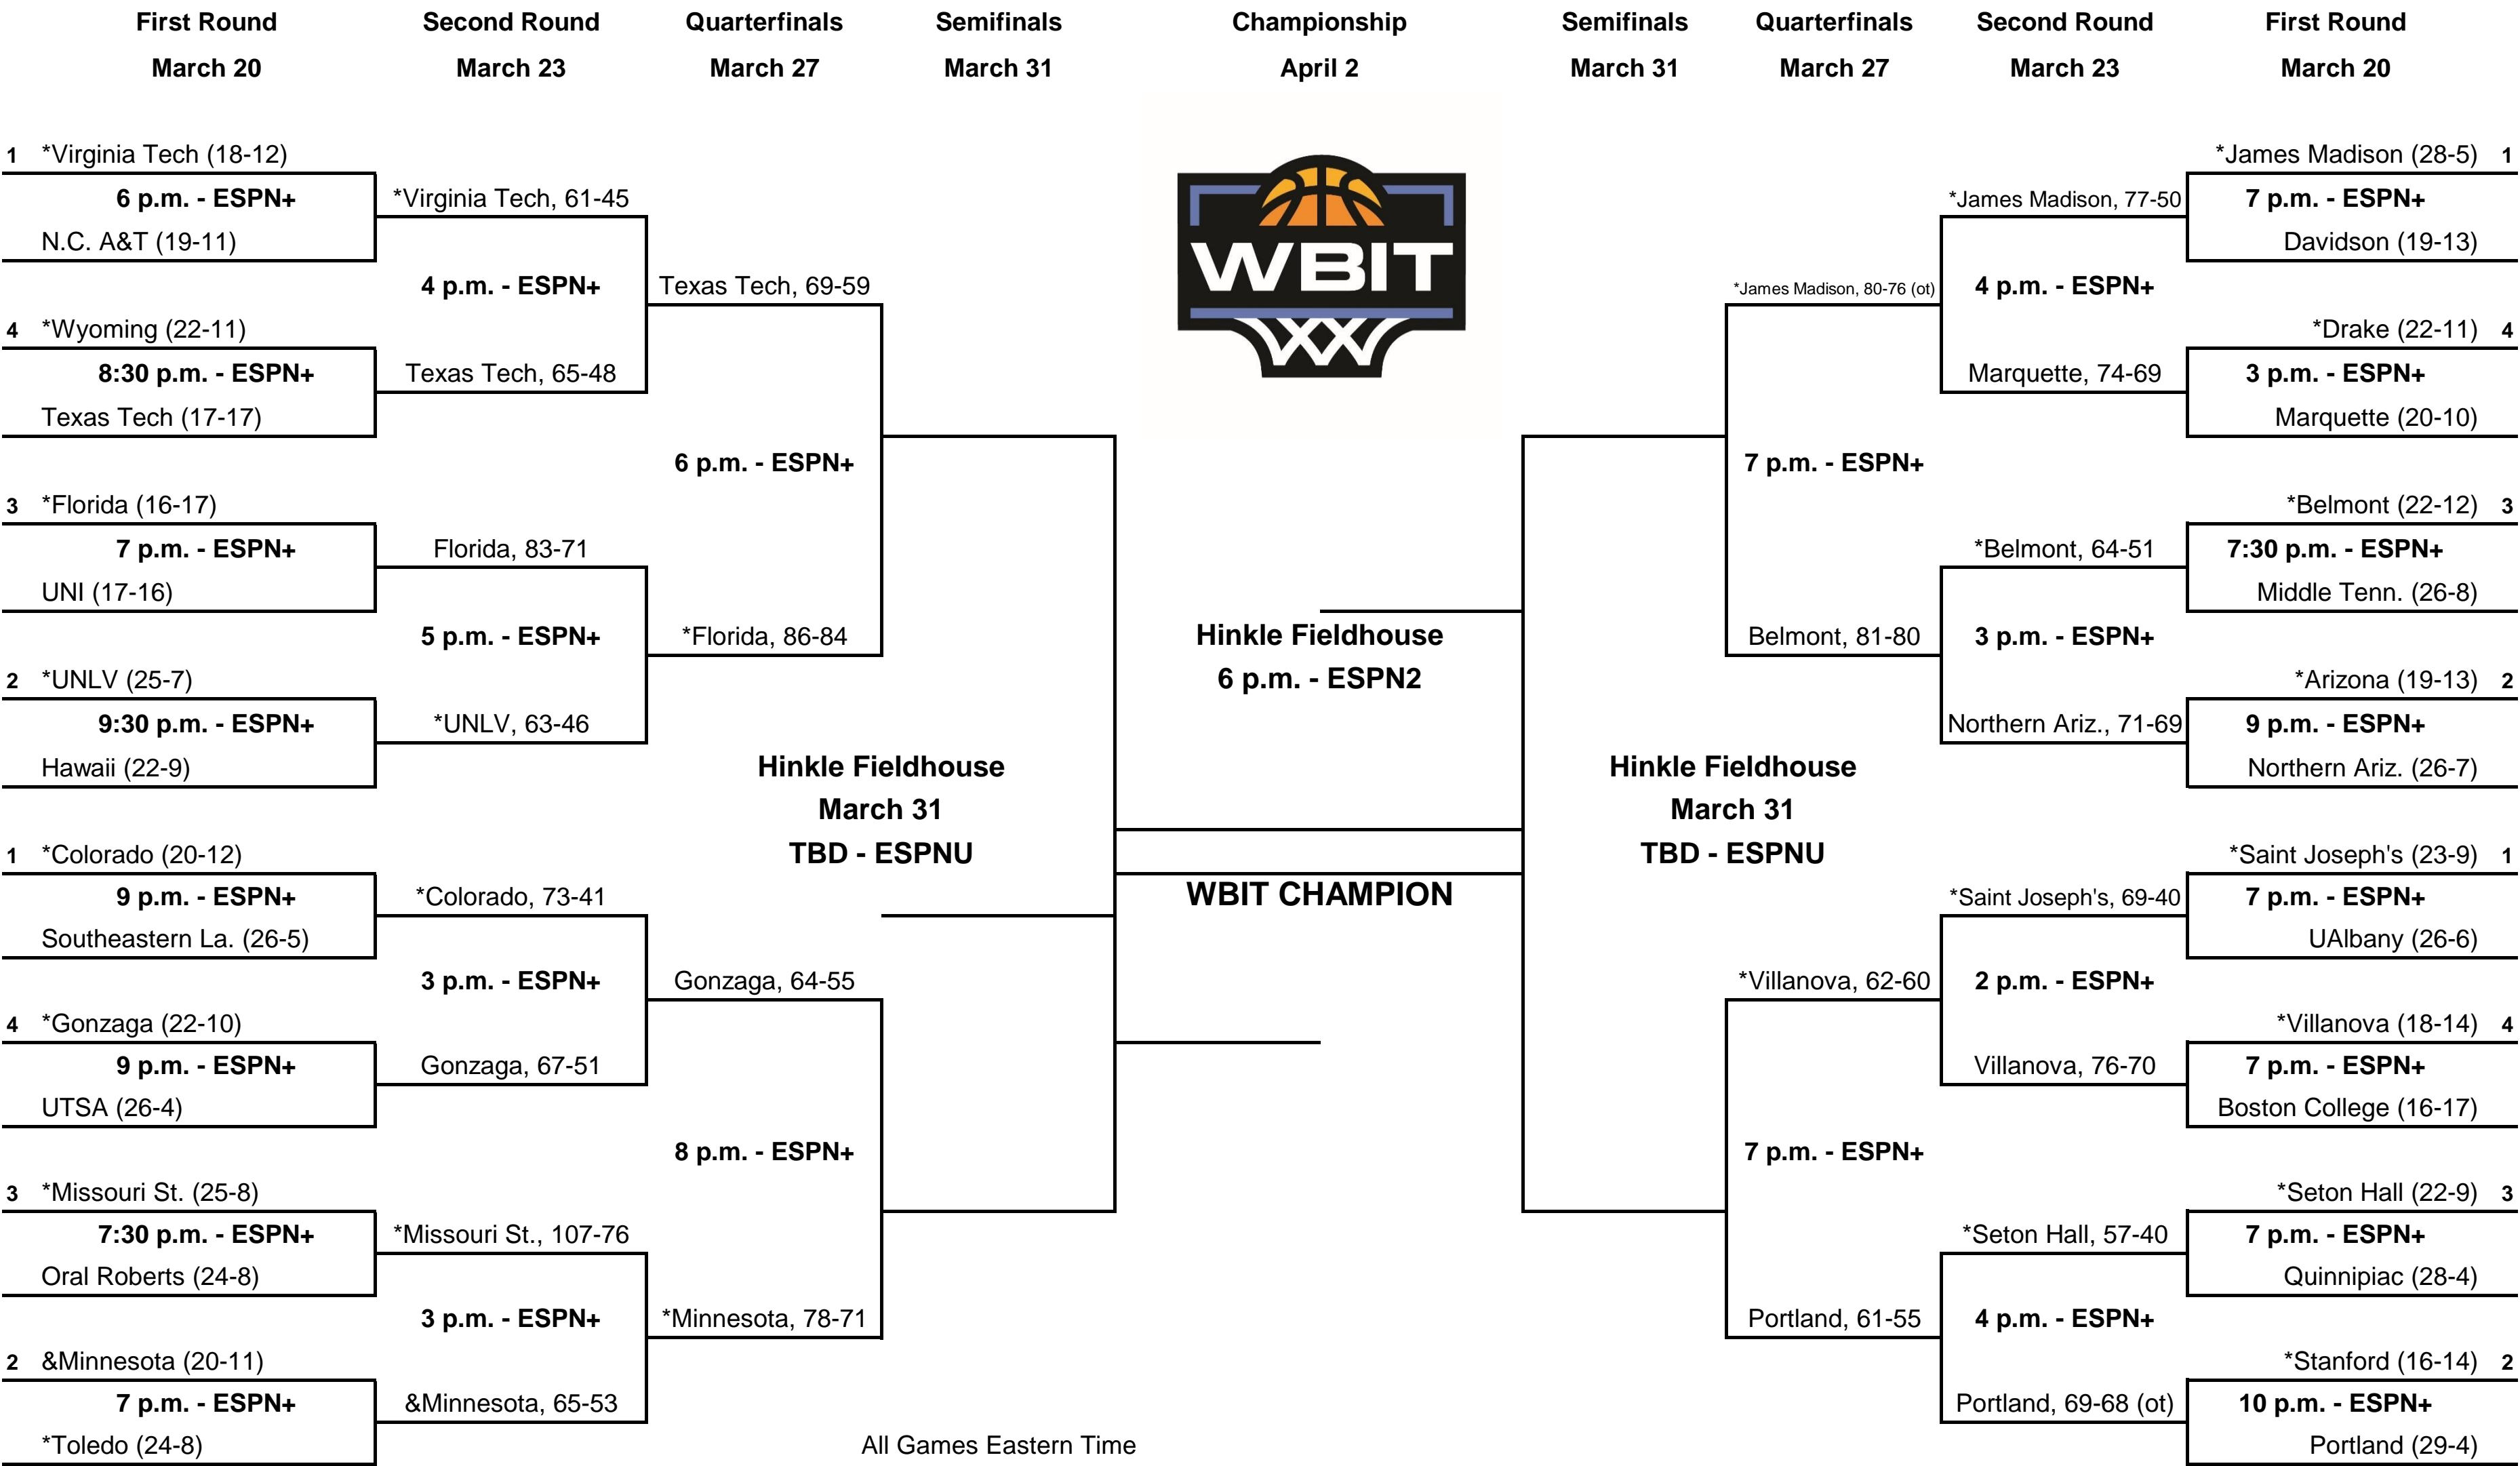 First Round Second Round Quarterfinals Semifinals Championship Semifinals Quarterfinals Second Round First Round
March 20 March 23 March 27 March 31 April 2 March 31 March 27 March 23 March 20
1 *Virginia Tech (18-12)
6 p.m. - ESPN+
N.C. A&T (19-11)
4 *Wyoming (22-11)
8:30 p.m. - ESPN+
Texas Tech (17-17)
3 *Florida (16-17)
7 p.m. - ESPN+
UNI (17-16)
2 *UNLV (25-7)
9:30 p.m. - ESPN+
Hawaii (22-9)
1 *Colorado (20-12)
9 p.m. - ESPN+
Southeastern La. (26-5)
4 *Gonzaga (22-10)
9 p.m. - ESPN+
UTSA (26-4)
3 *Missouri St. (25-8)
7:30 p.m. - ESPN+
Oral Roberts (24-8)
2 &Minnesota (20-11)
7 p.m. - ESPN+
*Toledo (24-8)
*Virginia Tech, 61-45
4 p.m. - ESPN+
Texas Tech, 65-48
Florida, 83-71
5 p.m. - ESPN+
*UNLV, 63-46
*Colorado, 73-41
3 p.m. - ESPN+
Gonzaga, 67-51
*Missouri St., 107-76
3 p.m. - ESPN+
&Minnesota, 65-53
Texas Tech, 69-59
6 p.m. - ESPN+
*Florida, 86-84
Hinkle Fieldhouse
March 31
TBD - ESPNU
Gonzaga, 64-55
8 p.m. - ESPN+
*Minnesota, 78-71
All Games Eastern Time
WBIT
Hinkle Fieldhouse
6 p.m. - ESPN2
WBIT CHAMPION
*James Madison, 80-76 (ot)
7 p.m. - ESPN+
Belmont, 81-80
Hinkle Fieldhouse
March 31
TBD - ESPNU
*Villanova, 62-60
7 p.m. - ESPN+
Portland, 61-55
*James Madison, 77-50
4 p.m. - ESPN+
Marquette, 74-69
*Belmont, 64-51
3 p.m. - ESPN+
Northern Ariz., 71-69
*Saint Joseph's, 69-40
2 p.m. - ESPN+
Villanova, 76-70
*Seton Hall, 57-40
4 p.m. - ESPN+
Portland, 69-68 (ot)
*James Madison (28-5) 1
7 p.m. - ESPN+
Davidson (19-13)
*Drake (22-11) 4
3 p.m. - ESPN+
Marquette (20-10)
*Belmont (22-12) 3
7:30 p.m. - ESPN+
Middle Tenn. (26-8)
*Arizona (19-13) 2
9 p.m. - ESPN+
Northern Ariz. (26-7)
*Saint Joseph's (23-9) 1
7 p.m. - ESPN+
UAlbany (26-6)
*Villanova (18-14) 4
7 p.m. - ESPN+
Boston College (16-17)
*Seton Hall (22-9) 3
7 p.m. - ESPN+
Quinnipiac (28-4)
*Stanford (16-14) 2
10 p.m. - ESPN+
Portland (29-4)